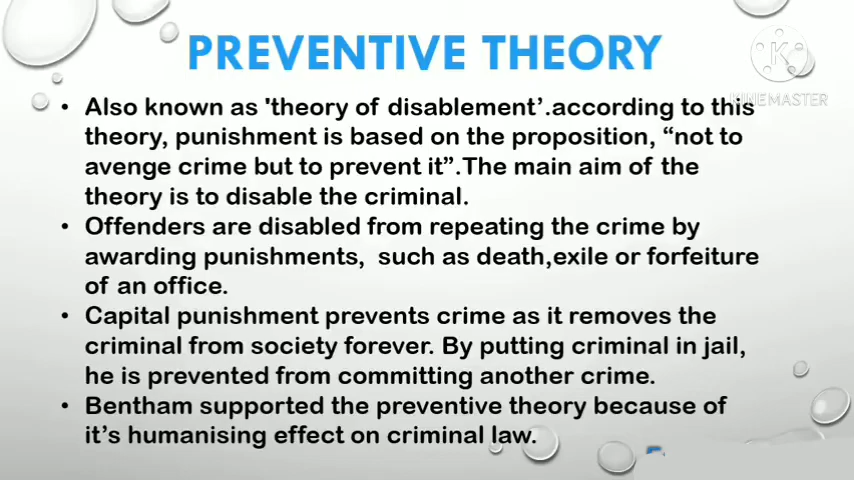 PREVENTIVE THEORY
K
KINEMASTER
• Also known as 'theory of disablement’.according to this
theory, punishment is based on the proposition, “not to
avenge crime but to prevent it”.The main aim of the
theory is to disable the criminal.
• Offenders are disabled from repeating the crime by
awarding punishments, such as death,exile or forfeiture
of an office.
• Capital punishment prevents crime as it removes the
criminal from society forever. By putting criminal in jail,
he is prevented from committing another crime.
• Bentham supported the preventive theory because of
it’s humanising effect on criminal law.